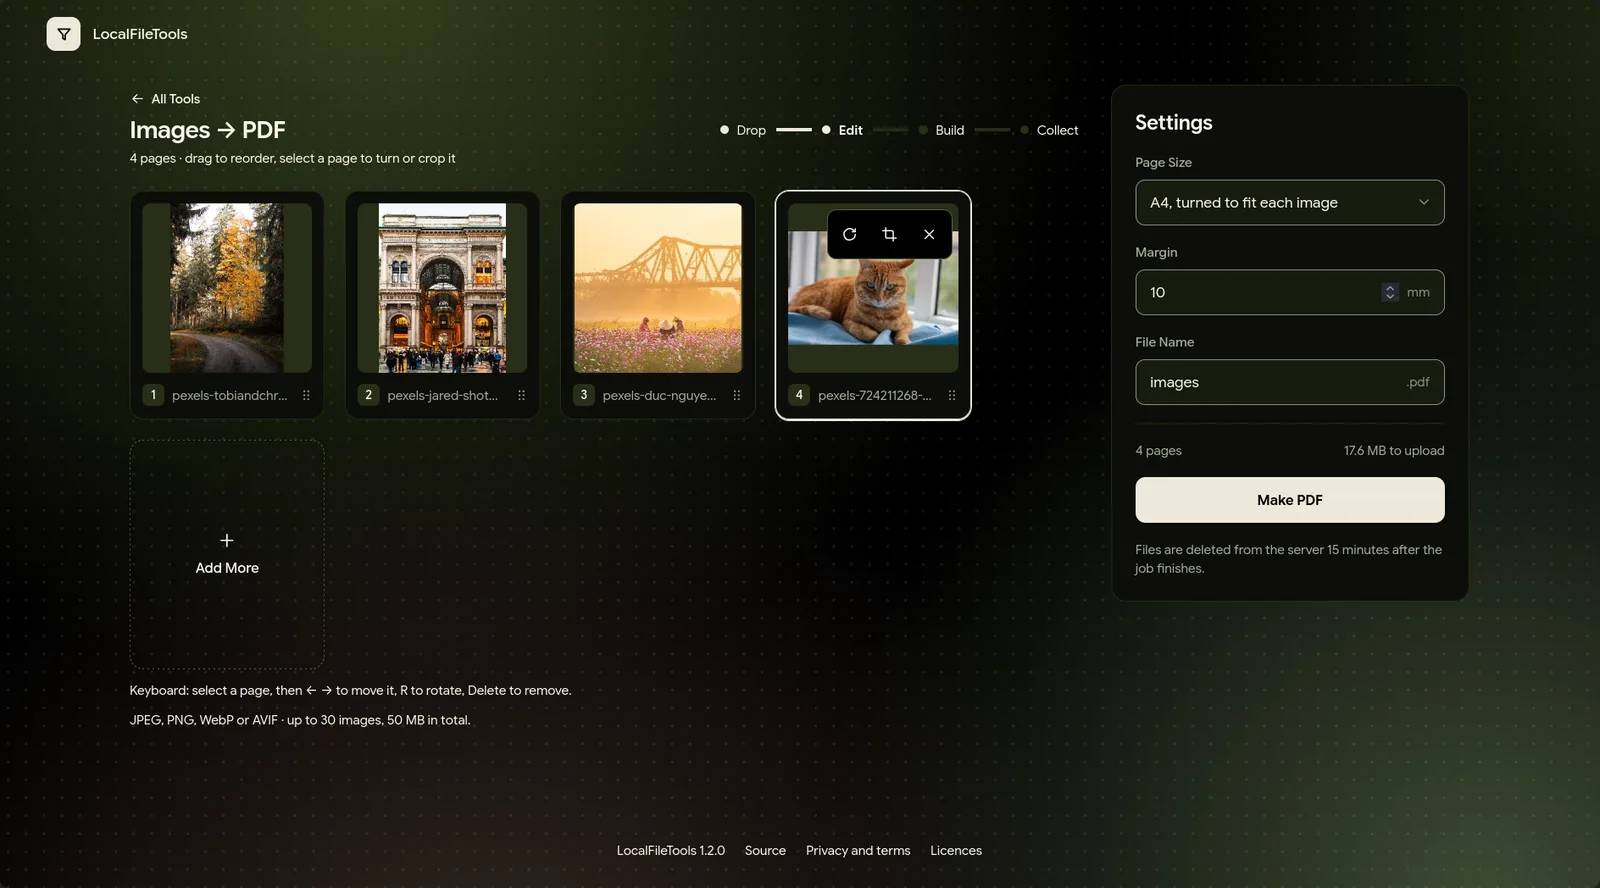 LocalFileTools
← All Tools
Images → PDF
4 pages · drag to reorder, select a page to turn or crop it
Drop
Edit
Build
Collect
1 pexels-tobiandchr...
2 pexels-jared-shot...
3 pexels-duc-nguye...
4 pexels-724211268-...
+
Add More
Keyboard: select a page, then ← → to move it, R to rotate, Delete to remove.
JPEG, PNG, WebP or AVIF · up to 30 images, 50 MB in total.
Settings
Page Size
A4, turned to fit each image
Margin
10 mm
File Name
images .pdf
4 pages 17.6 MB to upload
Make PDF
Files are deleted from the server 15 minutes after the
job finishes.
LocalFileTools 1.2.0 Source Privacy and terms Licences